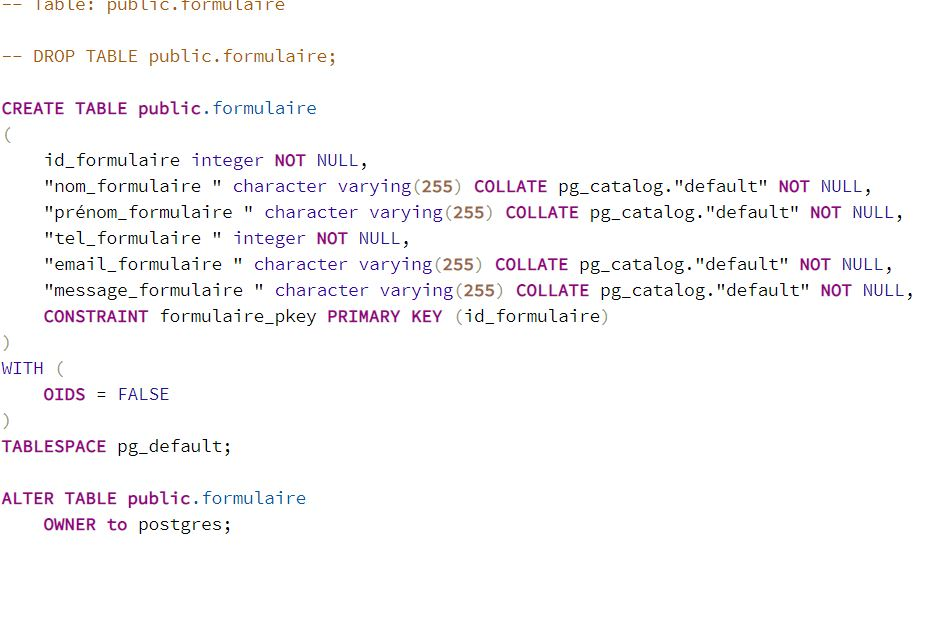 -- Table: public.formulaire
-- DROP TABLE public.formulaire;
CREATE TABLE public.formulaire
(
    id_formulaire integer NOT NULL,
    "nom_formulaire " character varying(255) COLLATE pg_catalog."default" NOT NULL,
    "prénom_formulaire " character varying(255) COLLATE pg_catalog."default" NOT NULL,
    "tel_formulaire " integer NOT NULL,
    "email_formulaire " character varying(255) COLLATE pg_catalog."default" NOT NULL,
    "message_formulaire " character varying(255) COLLATE pg_catalog."default" NOT NULL,
    CONSTRAINT formulaire_pkey PRIMARY KEY (id_formulaire)
)
WITH (
    OIDS = FALSE
)
TABLESPACE pg_default;
ALTER TABLE public.formulaire
    OWNER to postgres;